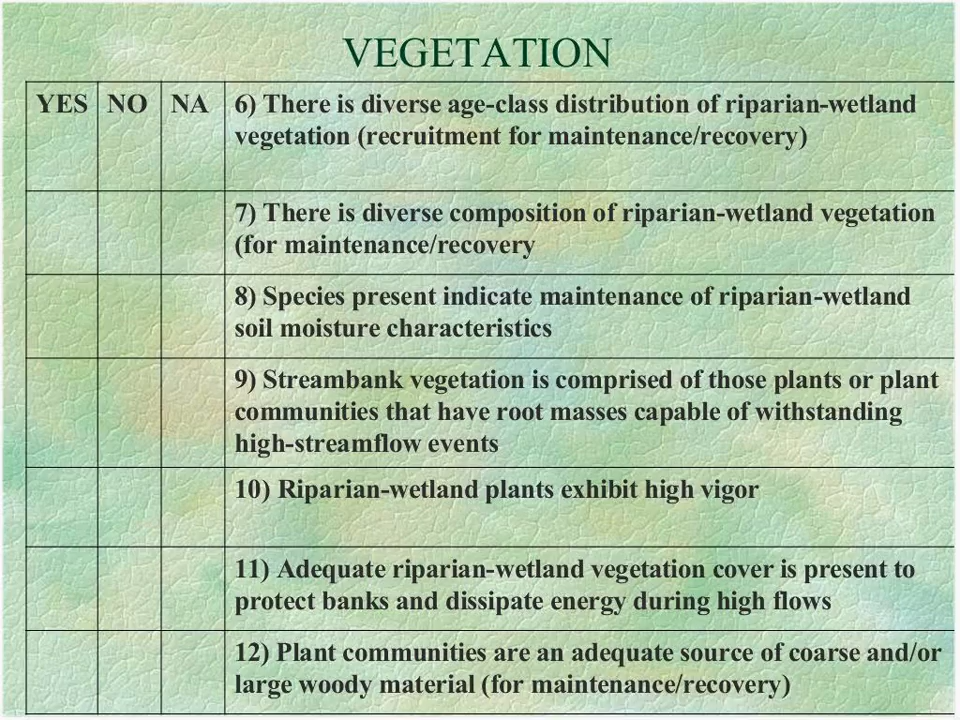 VEGETATION
YES NO NA 6) There is diverse age-class distribution of riparian-wetland
vegetation (recruitment for maintenance/recovery)
7) There is diverse composition of riparian-wetland vegetation
(for maintenance/recovery
8) Species present indicate maintenance of riparian-wetland
soil moisture characteristics
9) Streambank vegetation is comprised of those plants or plant
communities that have root masses capable of withstanding
high-streamflow events
10) Riparian-wetland plants exhibit high vigor
11) Adequate riparian-wetland vegetation cover is present to
protect banks and dissipate energy during high flows
12) Plant communities are an adequate source of coarse and/or
large woody material (for maintenance/recovery)